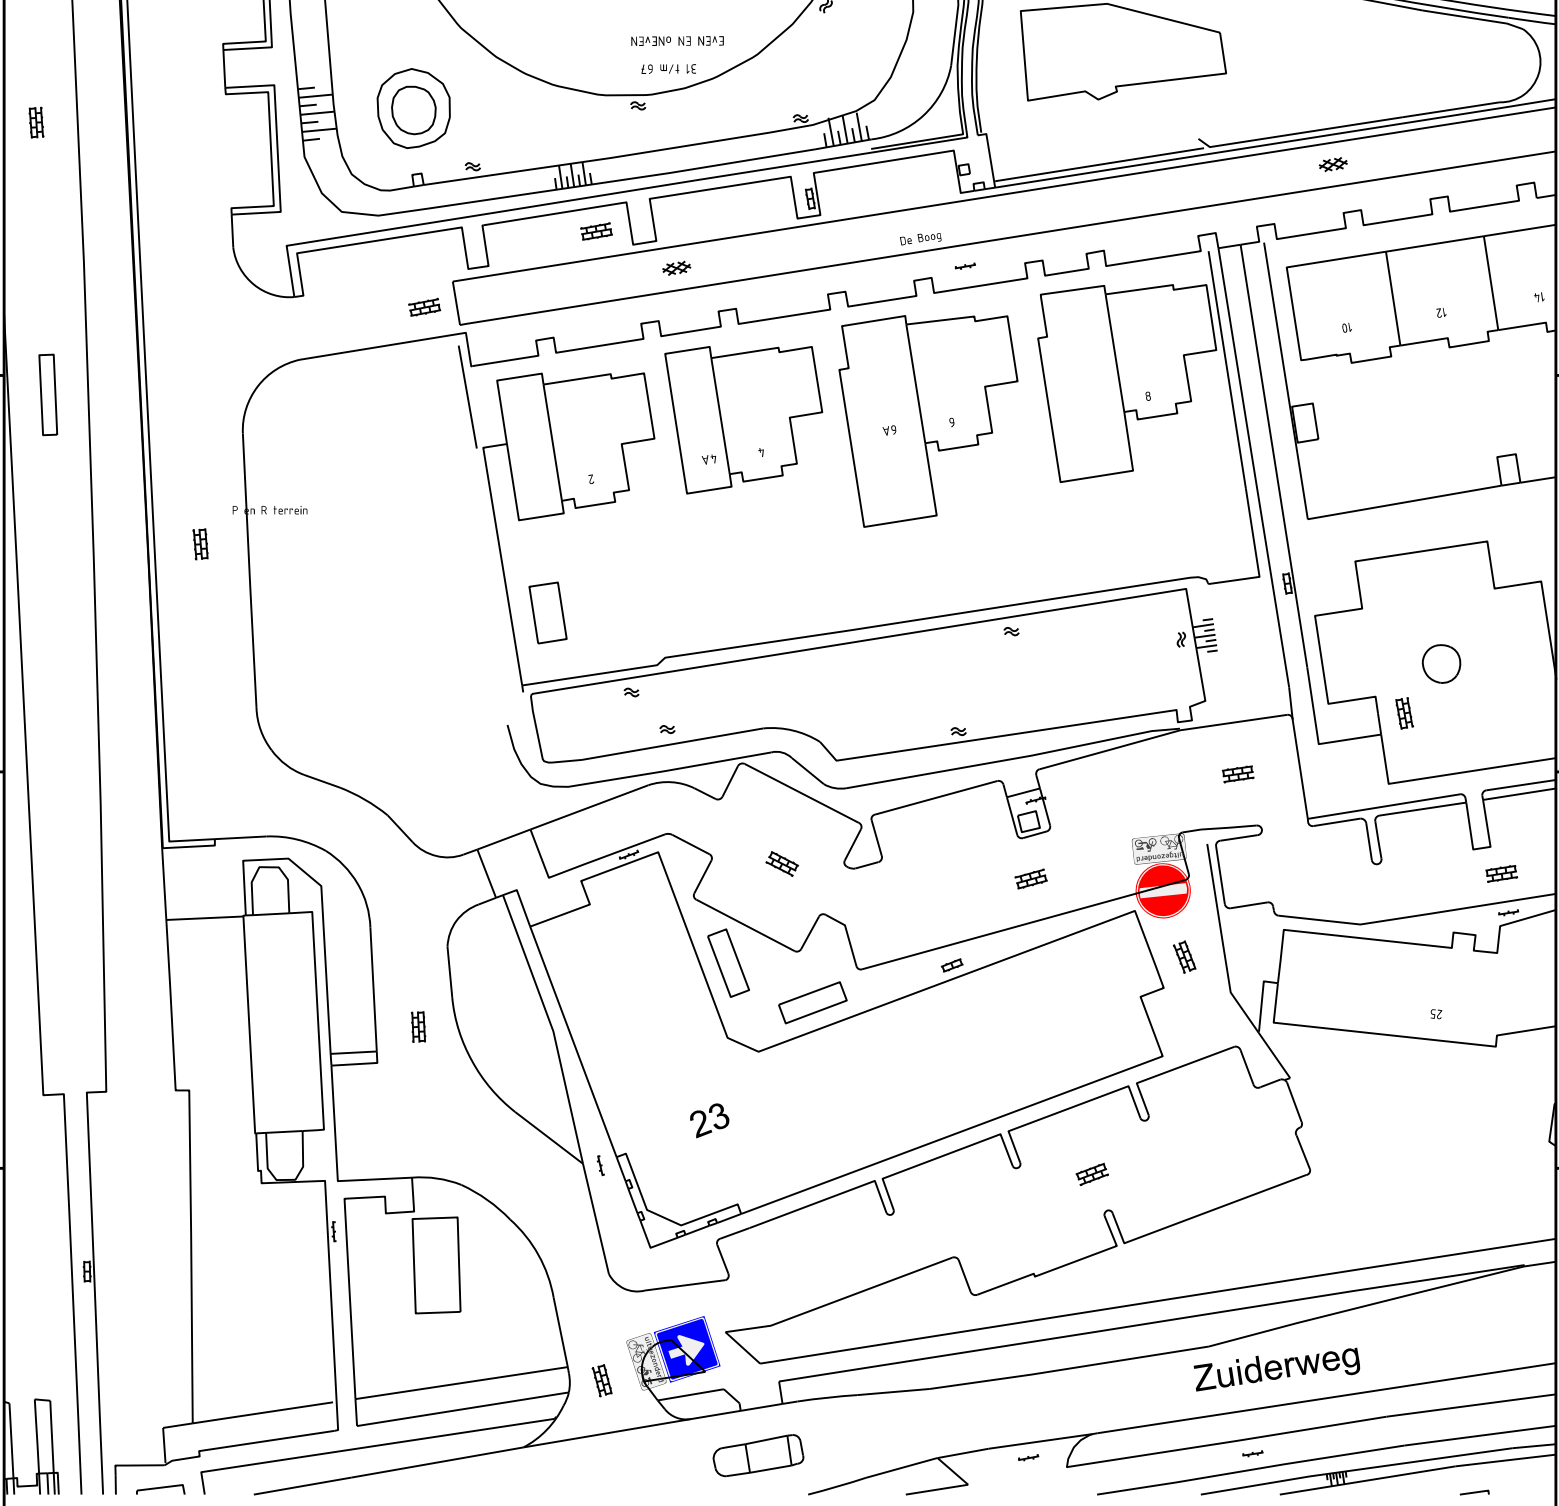 31 t/m 67
EVEN EN ONEVEN
De Boog
10
12
14
8
6A
6
4A
4
2
P en R terrein
uitgezonderd
25
23
uitgezonderd
Zuiderweg